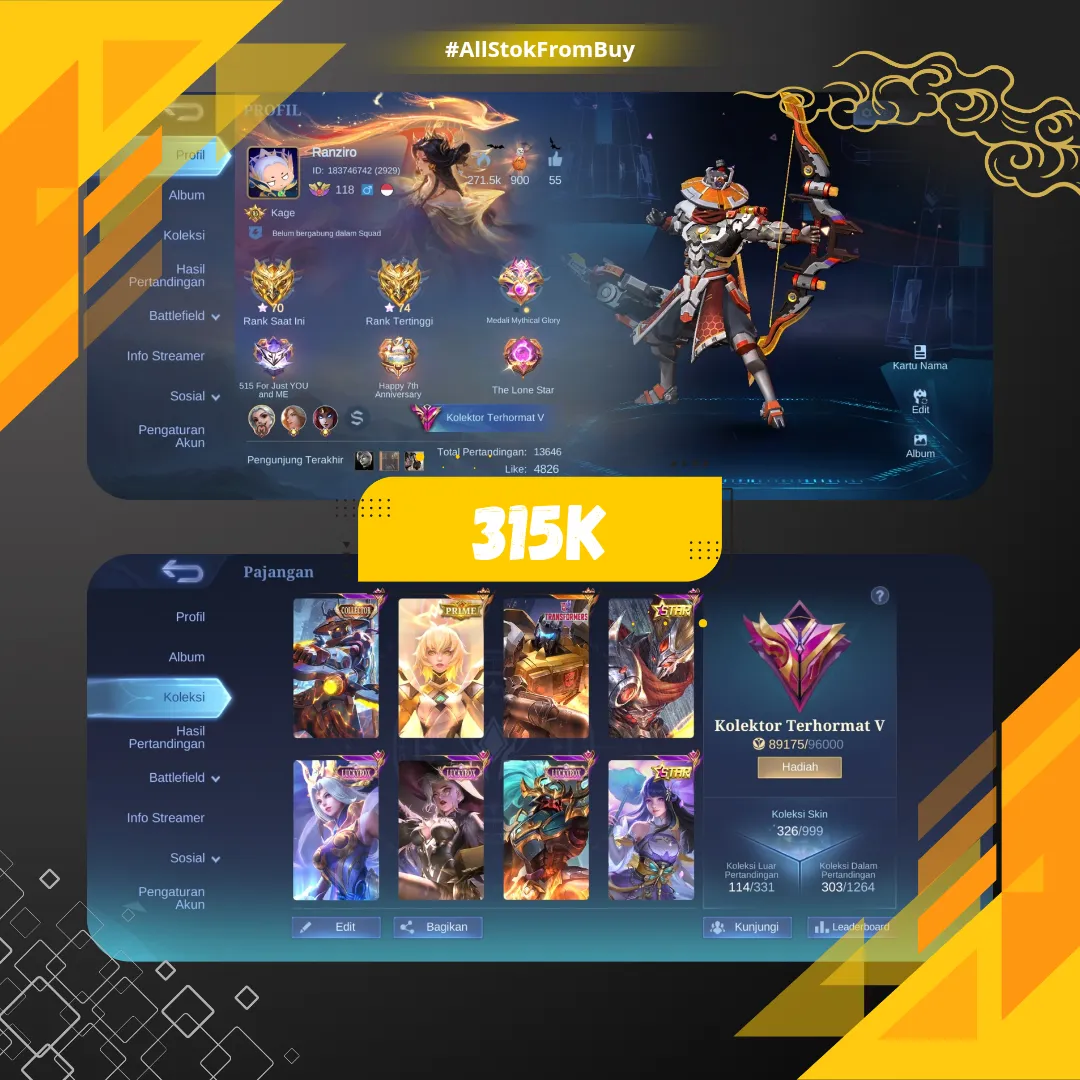 #AllStokFromBuy
PROFIL
Profil
Album
Koleksi
Hasil
Pertandingan
Battlefield
Info Streamer
Sosial
Pengaturan
Akun
Ranziro
ID: 183746742 (2929)
118
271.5k 900 55
Kage
Belum bergabung dalam Squad
70
Rank Saat Ini
74
Rank Tertinggi
Medali Mythical Glory
515 For Just YOU
and ME
Happy 7th
Anniversary
The Lone Star
Kolektor Terhormat V
Pengunjung Terakhir
Total Pertandingan: 13646
Like: 4826
Kartu Nama
Edit
Album
315K
Pajangan
Profil
Album
Koleksi
Hasil
Pertandingan
Battlefield
Info Streamer
Sosial
Pengaturan
Akun
COLLECTOR
PRIME
TRANSFORMERS
STAR
LUCKYBOX
LUCKYBOX
LUCKYBOX
STAR
Edit
Bagikan
?
Kolektor Terhormat V
89175/96000
Hadiah
Koleksi Skin
326/999
Koleksi Luar
Pertandingan
114/331
Koleksi Dalam
Pertandingan
303/1264
Kunjungi
Leaderboard